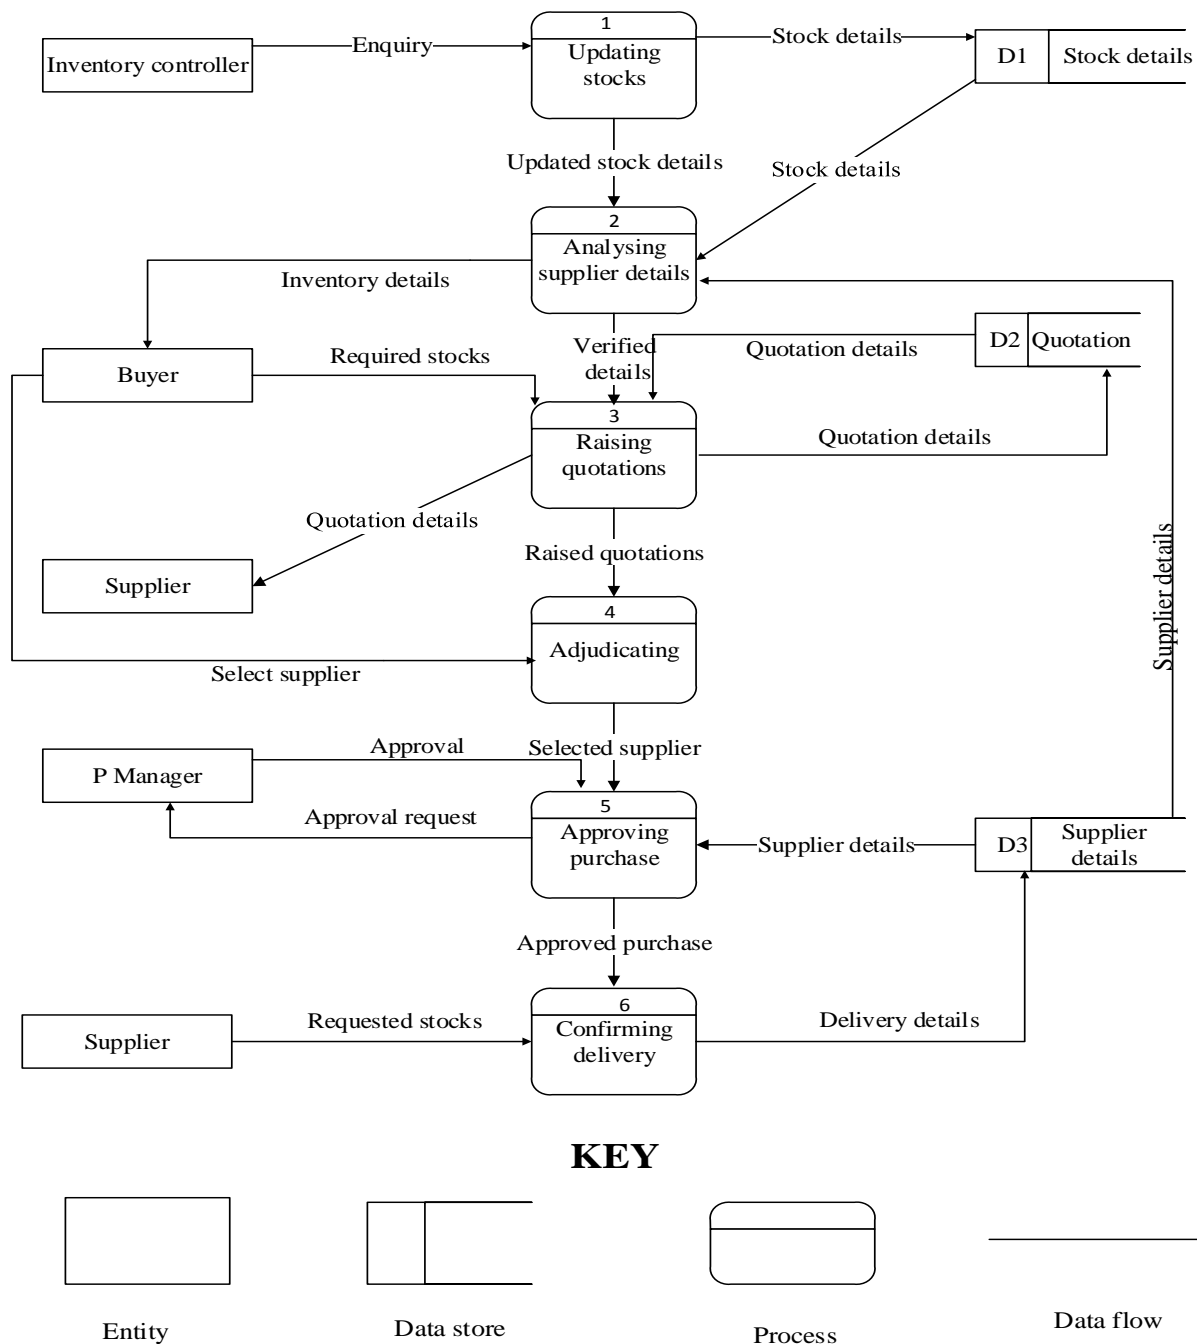 1
Enquiry
Stock details
Inventory controller
Updating
stocks
D1
Stock details
Updated stock details
Stock details
2
Analysing
supplier details
Inventory details
Verified
details
Quotation details
D2
Quotation
Required stocks
Buyer
3
Raising
quotations
Quotation details
Quotation details
Raised quotations
Supplier
Supplier details
4
Adjudicating
Select supplier
Approval
Selected supplier
P Manager
5
Approval request
Approving
purchase
Supplier details
D3
Supplier
details
Approved purchase
6
Requested stocks
Confirming
delivery
Delivery details
Supplier
KEY
Entity
Data store
Process
Data flow